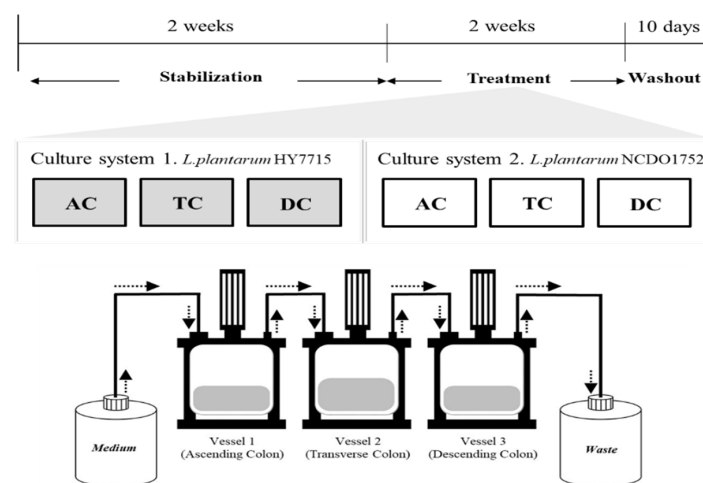 2 weeks 2 weeks 10 days
Stabilization Treatment Washout
Culture system 1. L.plantarum HY7715 Culture system 2. L.plantarum NCDO1752
AC TC DC AC TC DC
Medium
Vessel 1
(Ascending Colon)
Vessel 2
(Transverse Colon)
Vessel 3
(Descending Colon)
Waste